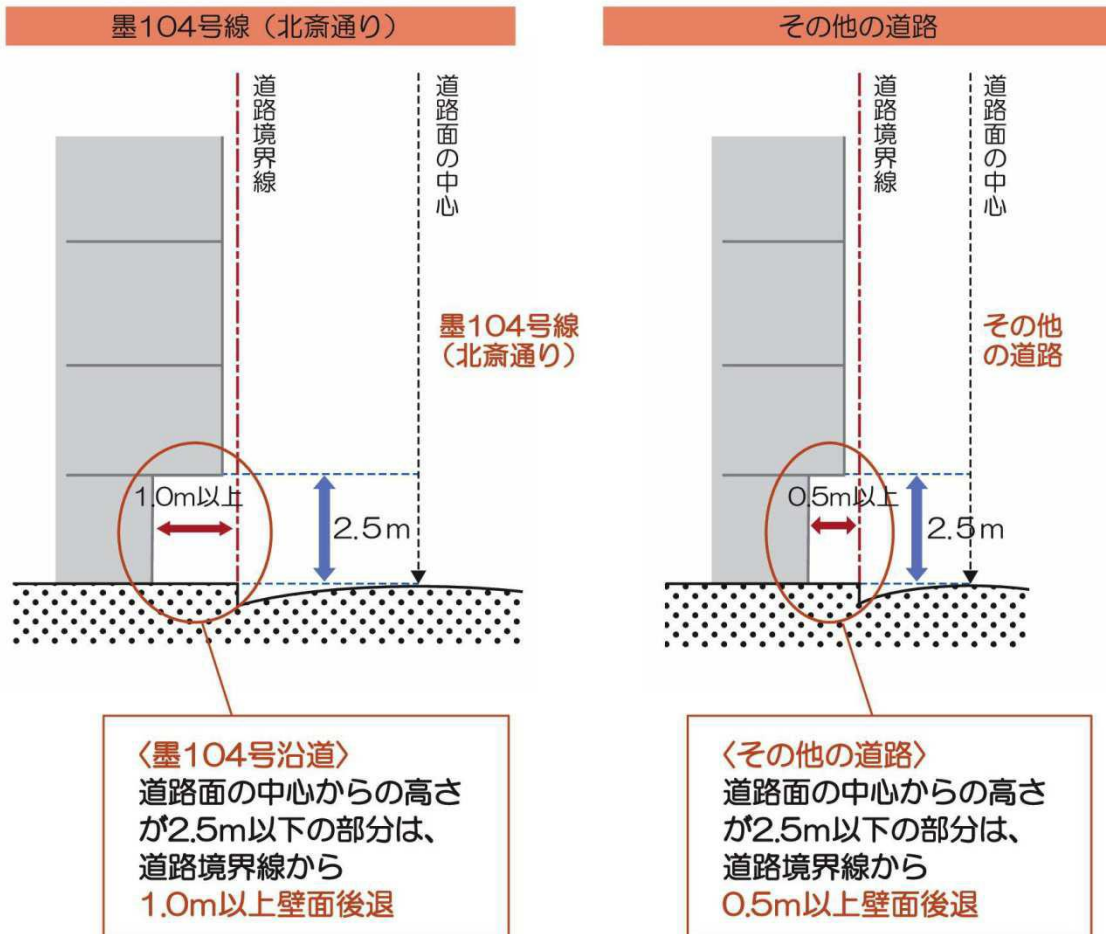 墨104号線（北斎通り）
道路境界線
道路面の中心
墨104号線
（北斎通り）
1.0m以上
2.5m
〈墨104号沿道〉
道路面の中心からの高さ
が2.5m以下の部分は、
道路境界線から
1.0m以上壁面後退
その他の道路
道路境界線
道路面の中心
その他
の道路
0.5m以上
2.5m
〈その他の道路〉
道路面の中心からの高さ
が2.5m以下の部分は、
道路境界線から
0.5m以上壁面後退